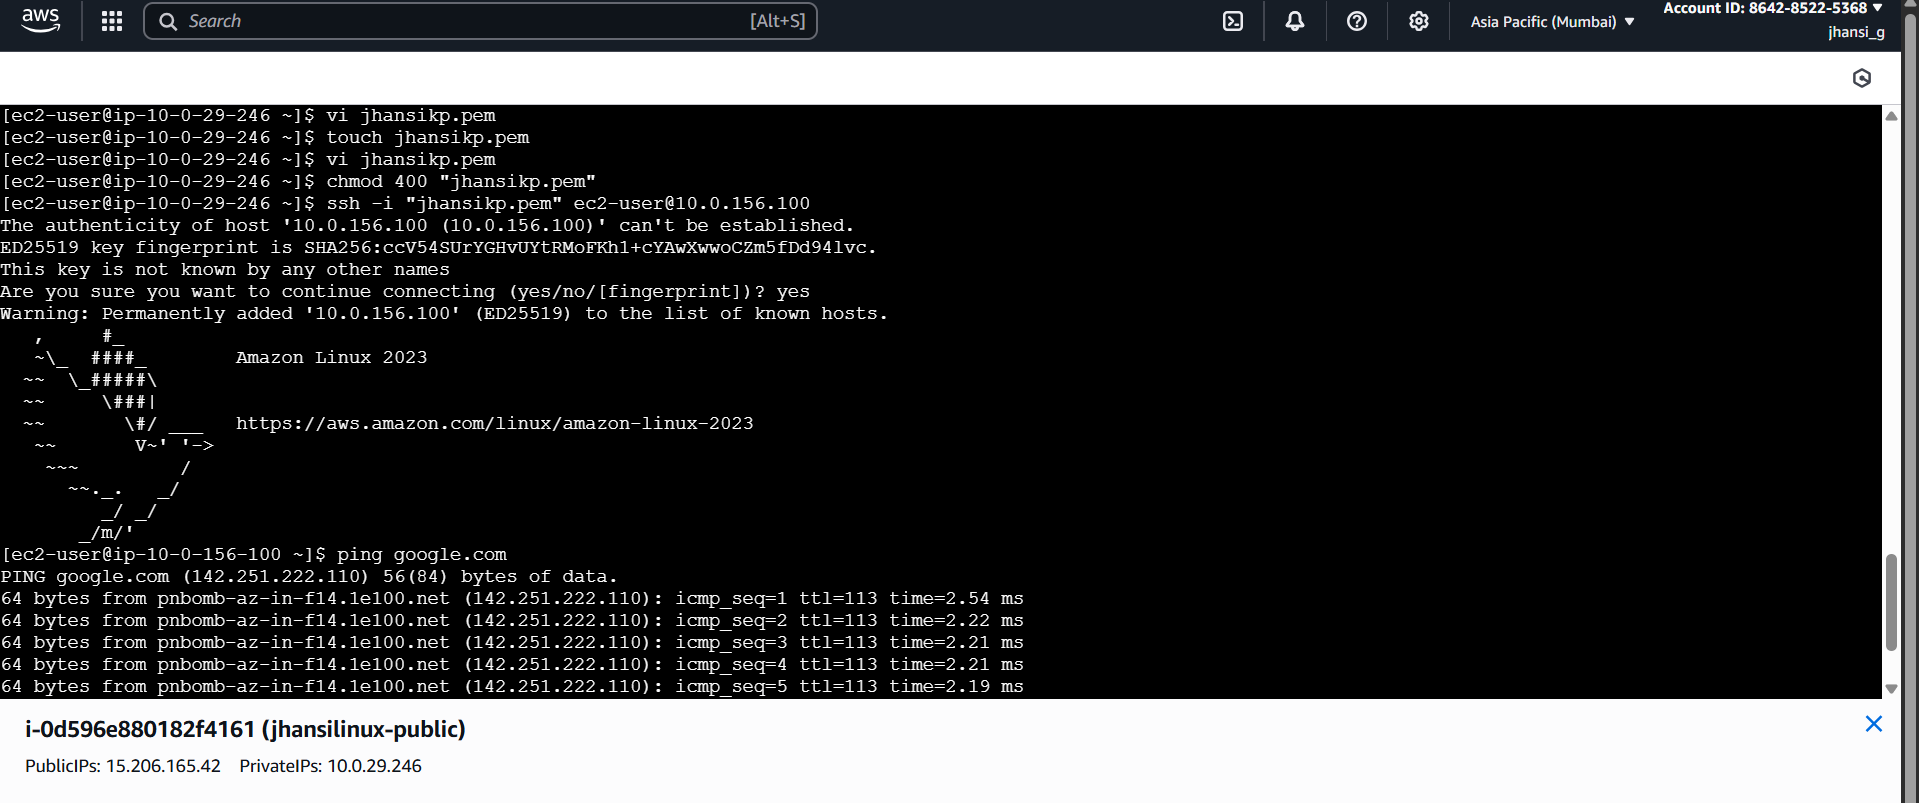 aws
Search
[Alt+S]
Asia Pacific (Mumbai)
Account ID: 8642-8522-5368
jhansi_g
[ec2-user@ip-10-0-29-246 ~]$ vi jhansikp.pem
[ec2-user@ip-10-0-29-246 ~]$ touch jhansikp.pem
[ec2-user@ip-10-0-29-246 ~]$ vi jhansikp.pem
[ec2-user@ip-10-0-29-246 ~]$ chmod 400 "jhansikp.pem"
[ec2-user@ip-10-0-29-246 ~]$ ssh -i "jhansikp.pem" ec2-user@10.0.156.100
The authenticity of host '10.0.156.100 (10.0.156.100)' can't be established.
ED25519 key fingerprint is SHA256:ccV54SUrYGHvUYtRMoFKh1+cYAwXwwoCZm5fDd94lvc.
This key is not known by any other names
Are you sure you want to continue connecting (yes/no/[fingerprint])? yes
Warning: Permanently added '10.0.156.100' (ED25519) to the list of known hosts.
   ,     #_
   ~\_  ####_        Amazon Linux 2023
  ~~  \_#####\
  ~~     \###|
  ~~       \#/ ___   https://aws.amazon.com/linux/amazon-linux-2023
   ~~       V~' '->
    ~~~         /
      ~~._.   _/
         _/ _/
       _/m/'
[ec2-user@ip-10-0-156-100 ~]$ ping google.com
PING google.com (142.251.222.110) 56(84) bytes of data.
64 bytes from pnbomb-az-in-f14.1e100.net (142.251.222.110): icmp_seq=1 ttl=113 time=2.54 ms
64 bytes from pnbomb-az-in-f14.1e100.net (142.251.222.110): icmp_seq=2 ttl=113 time=2.22 ms
64 bytes from pnbomb-az-in-f14.1e100.net (142.251.222.110): icmp_seq=3 ttl=113 time=2.21 ms
64 bytes from pnbomb-az-in-f14.1e100.net (142.251.222.110): icmp_seq=4 ttl=113 time=2.21 ms
64 bytes from pnbomb-az-in-f14.1e100.net (142.251.222.110): icmp_seq=5 ttl=113 time=2.19 ms
i-0d596e880182f4161 (jhansilinux-public)
PublicIPs: 15.206.165.42 PrivateIPs: 10.0.29.246